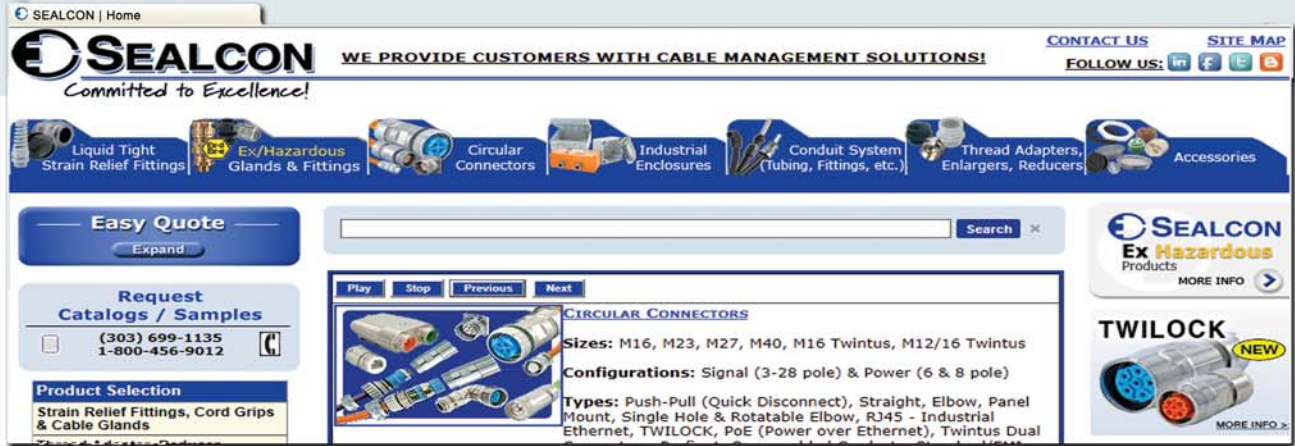 SEALCON | Home
SEALCON
Committed to Excellence!
WE PROVIDE CUSTOMERS WITH CABLE MANAGEMENT SOLUTIONS!
CONTACT US
SITE MAP
FOLLOW US:
Liquid Tight
Strain Relief Fittings
Ex/Hazardous
Glands & Fittings
Circular
Connectors
Industrial
Enclosures
Conduit System
(Tubing, Fittings, etc.)
Thread Adapters,
Enlargers, Reducers
Accessories
Easy Quote
Expand
Request
Catalogs / Samples
(303) 699-1135
1-800-456-9012
Product Selection
Strain Relief Fittings, Cord Grips
& Cable Glands
Search ×
Play Stop Previous Next
CIRCULAR CONNECTORS
Sizes: M16, M23, M27, M40, M16 Twintus, M12/16 Twintus
Configurations: Signal (3-28 pole) & Power (6 & 8 pole)
Types: Push-Pull (Quick Disconnect), Straight, Elbow, Panel
Mount, Single Hole & Rotatable Elbow, RJ45 - Industrial
Ethernet, TWILOCK, PoE (Power over Ethernet), Twintus Dual
SEALCON
Ex Hazardous
Products
MORE INFO
TWILOCK
NEW
MORE INFO >